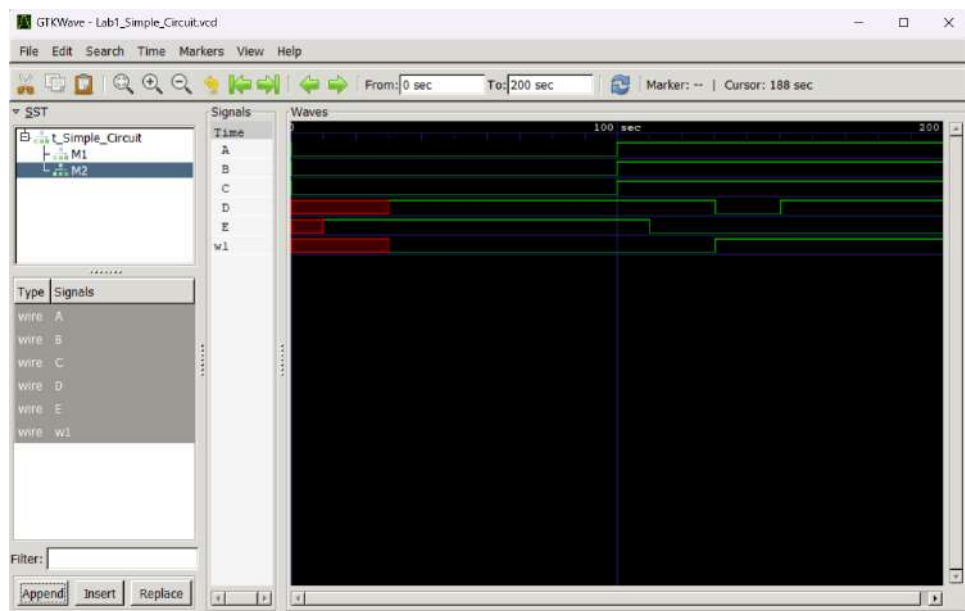 GTKWave - Lab1_Simple_Circuit.vcd
File Edit Search Time Markers View Help
From: 0 sec To: 200 sec Marker: -- | Cursor: 188 sec
SST
t_Simple_Circuit
M1
M2
Type Signals
wire A
wire B
wire C
wire D
wire E
wire w1
Filter:
Append Insert Replace
Signals
Time
A
B
C
D
E
w1
Waves
0 100 sec 200